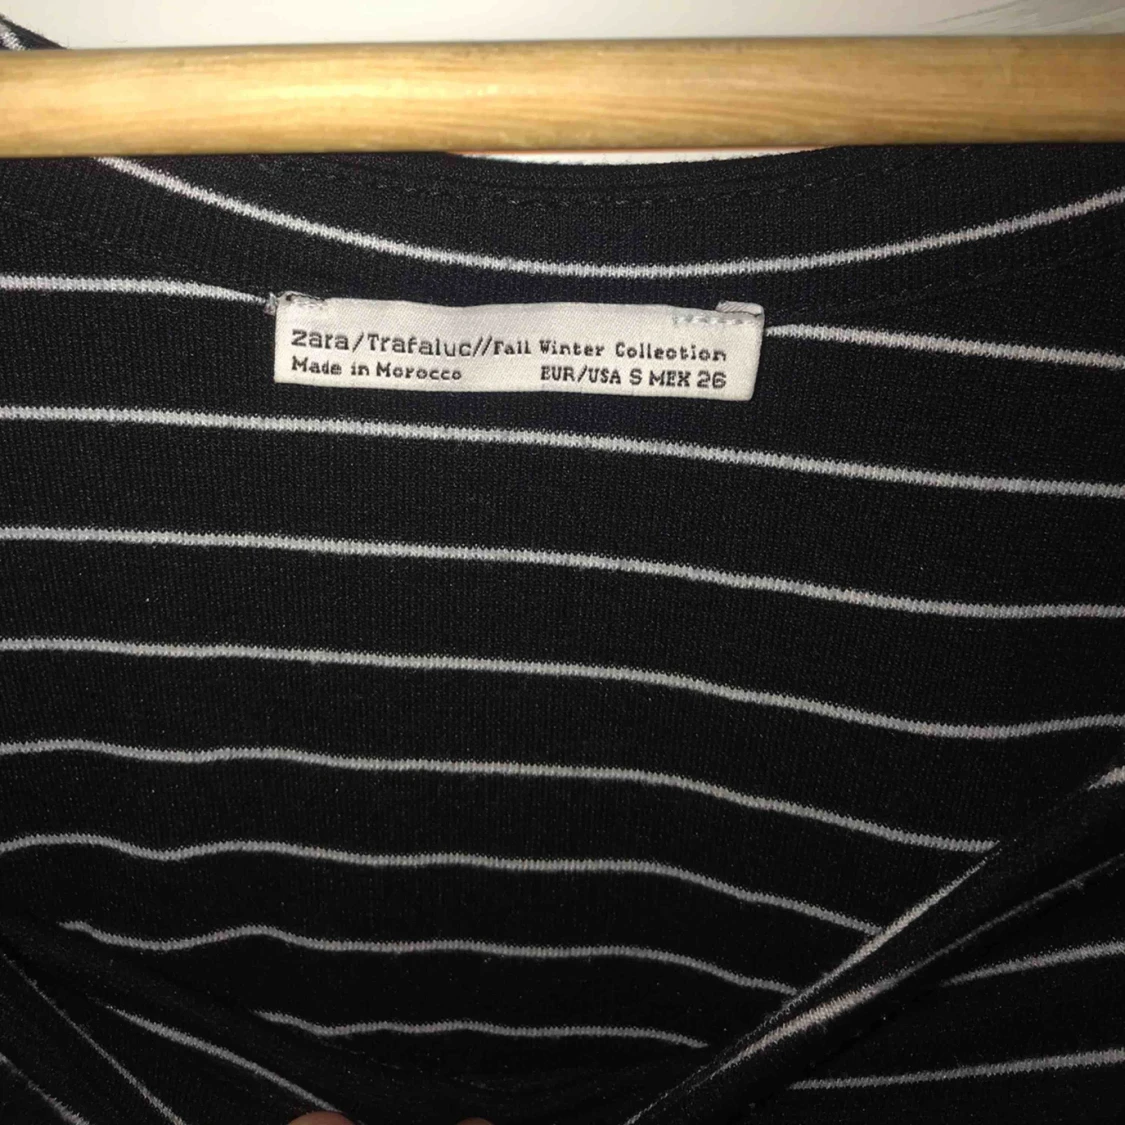 Zara/Trafaluc//Fall Winter Collection
Made in Morocco EUR/USA S MEX 26